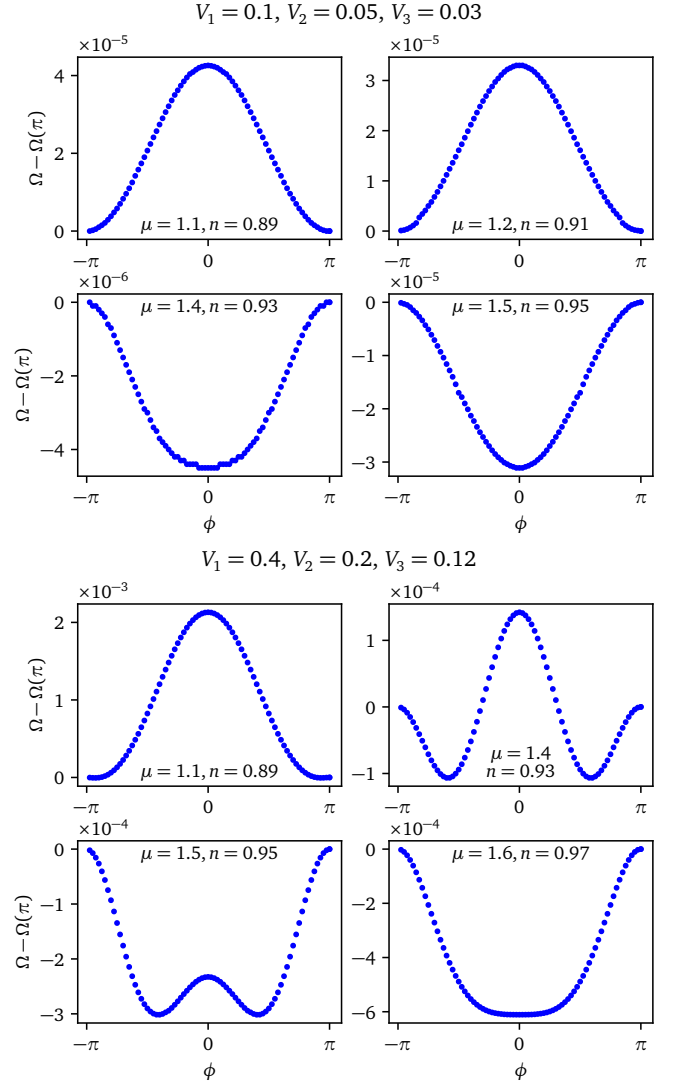 V₁ = 0.1, V₂ = 0.05, V₃ = 0.03
×10⁻⁵
4
2
0
Ω − Ω(π)
μ = 1.1, n = 0.89
−π 0 π
×10⁻⁵
3
2
1
0
μ = 1.2, n = 0.91
−π 0 π
×10⁻⁶
0
−2
−4
Ω − Ω(π)
μ = 1.4, n = 0.93
−π 0 π
ϕ
×10⁻⁵
0
−1
−2
−3
μ = 1.5, n = 0.95
−π 0 π
ϕ
V₁ = 0.4, V₂ = 0.2, V₃ = 0.12
×10⁻³
2
1
0
Ω − Ω(π)
μ = 1.1, n = 0.89
−π 0 π
×10⁻⁴
1
0
−1
μ = 1.4
n = 0.93
−π 0 π
×10⁻⁴
0
−1
−2
−3
Ω − Ω(π)
μ = 1.5, n = 0.95
−π 0 π
ϕ
×10⁻⁴
0
−2
−4
−6
μ = 1.6, n = 0.97
−π 0 π
ϕ